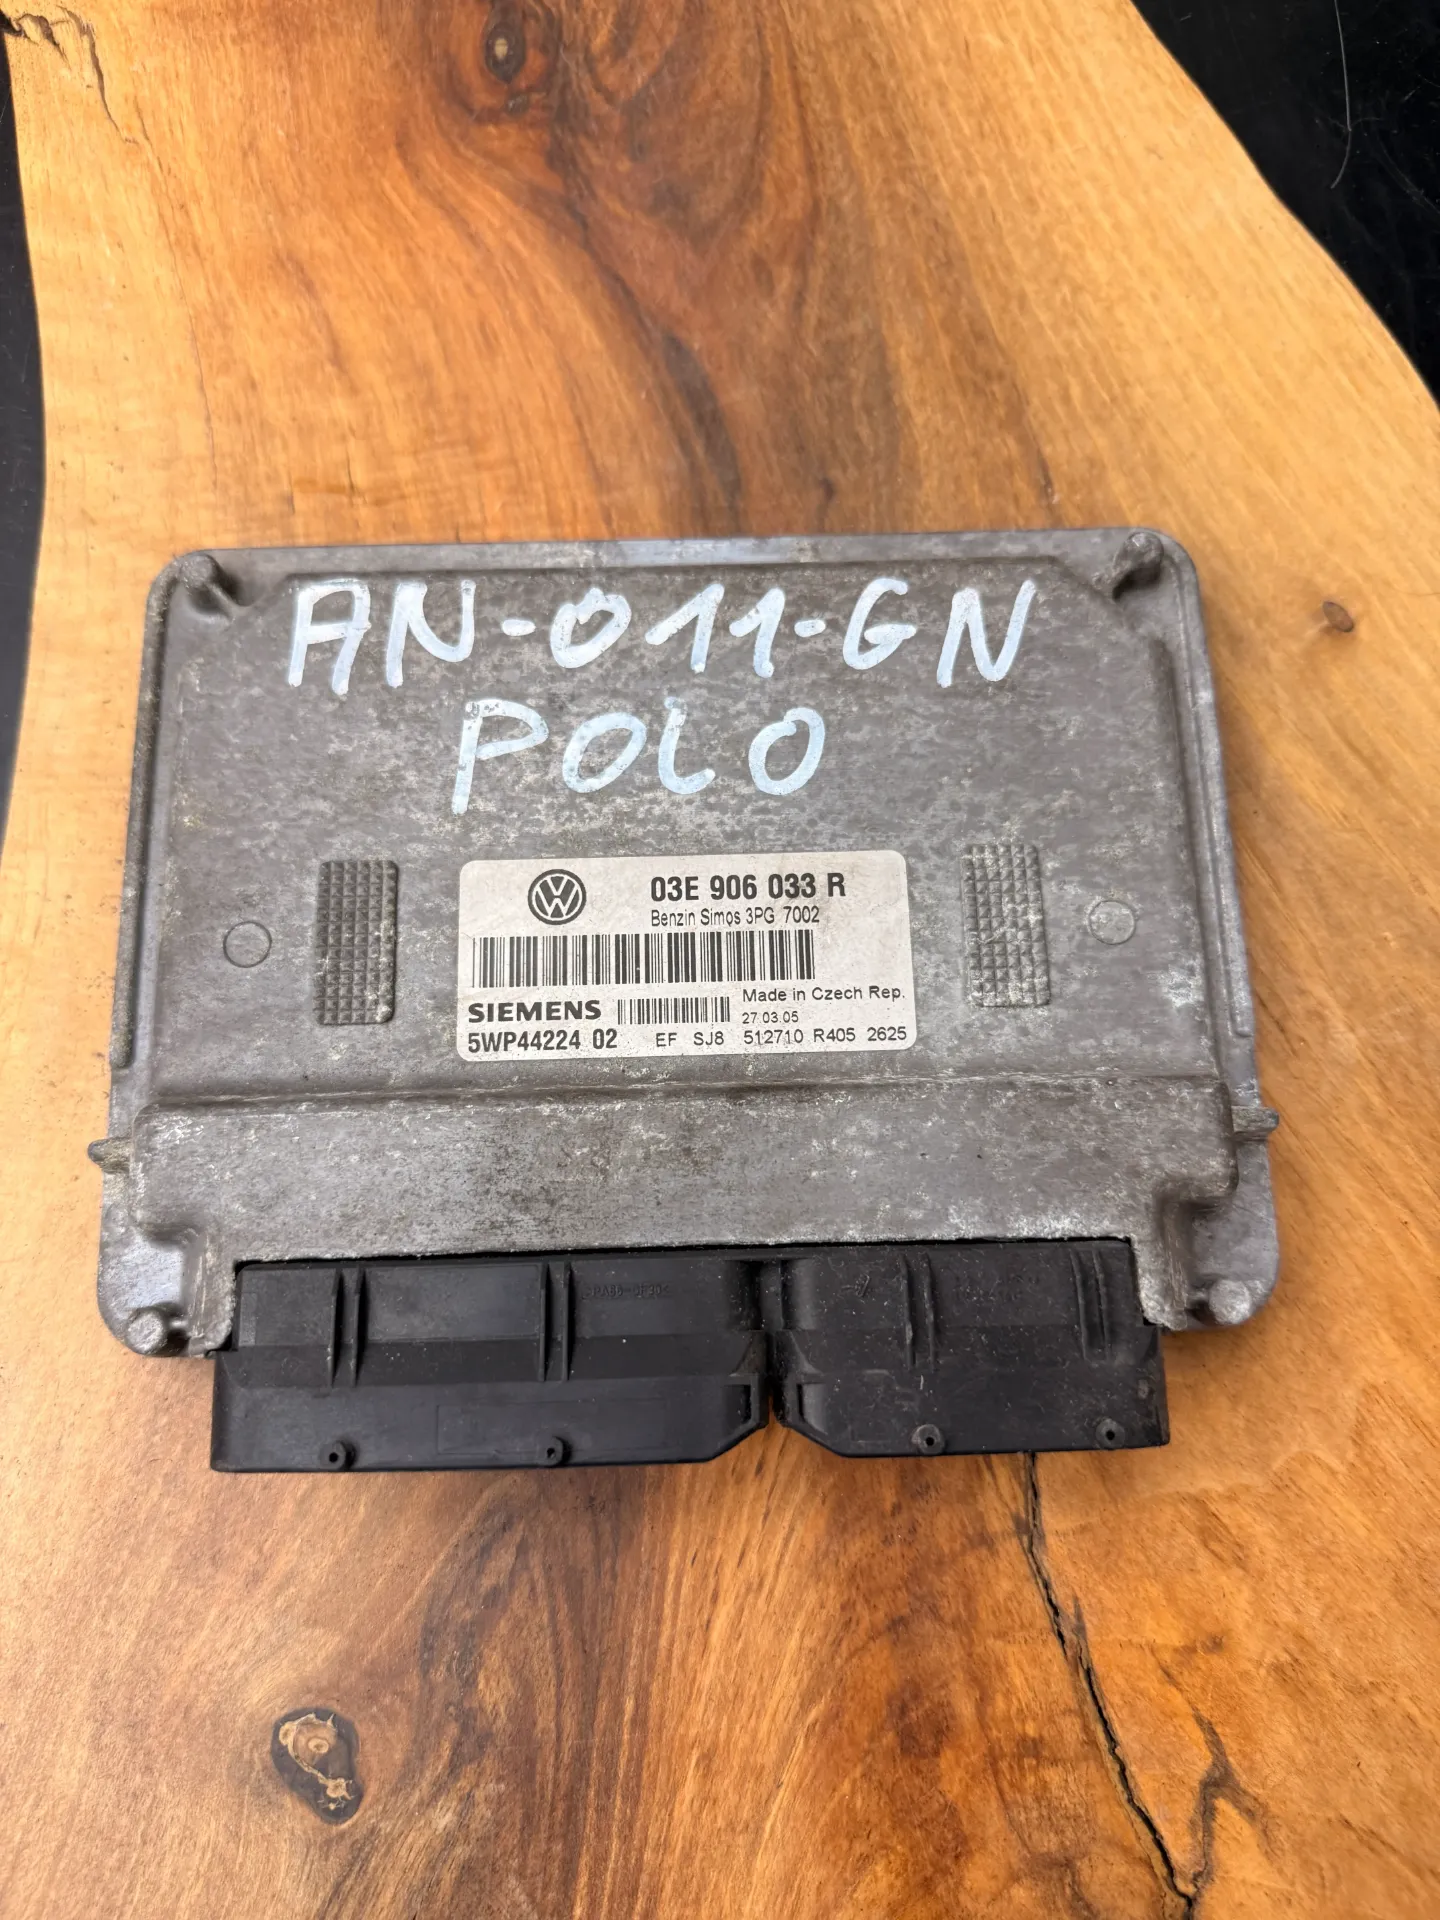 AN-011-GN
POLO
03E 906 033 R
Benzin Simos 3PG 7002
SIEMENS
Made in Czech Rep.
27.03.05
5WP44224 02 EF SJ8 512710 R405 2625